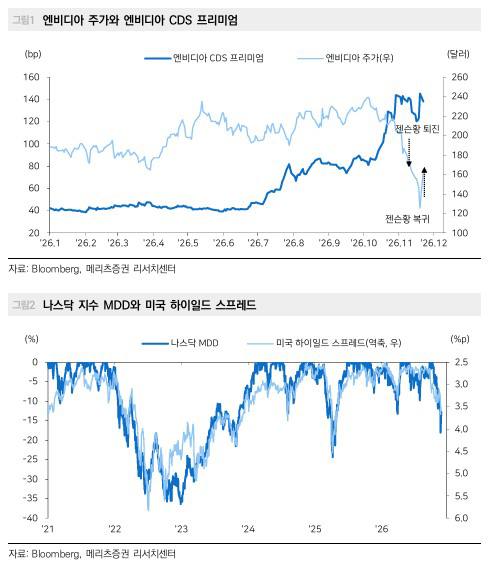 그림1 엔비디아 주가와 엔비디아 CDS 프리미엄
(bp) (달러)
엔비디아 CDS 프리미엄 엔비디아 주가(우)
160 260
140 240
120 220
100 200
80 180
60 160
40 140
20 120
100
젠슨황 퇴진
젠슨황 복귀
'26.1 '26.2 '26.3 '26.4 '26.5 '26.6 '26.7 '26.8 '26.9 '26.10 '26.11 '26.12
자료: Bloomberg, 메리츠증권 리서치센터
그림2 나스닥 지수 MDD와 미국 하이일드 스프레드
(%) (%p)
나스닥 MDD 미국 하이일드 스프레드(역축, 우)
0 2.5
-5 3.0
-10 3.5
-15 4.0
-20 4.5
-25 5.0
-30 5.5
-35 6.0
-40
'21 '22 '23 '24 '25 '26
자료: Bloomberg, 메리츠증권 리서치센터